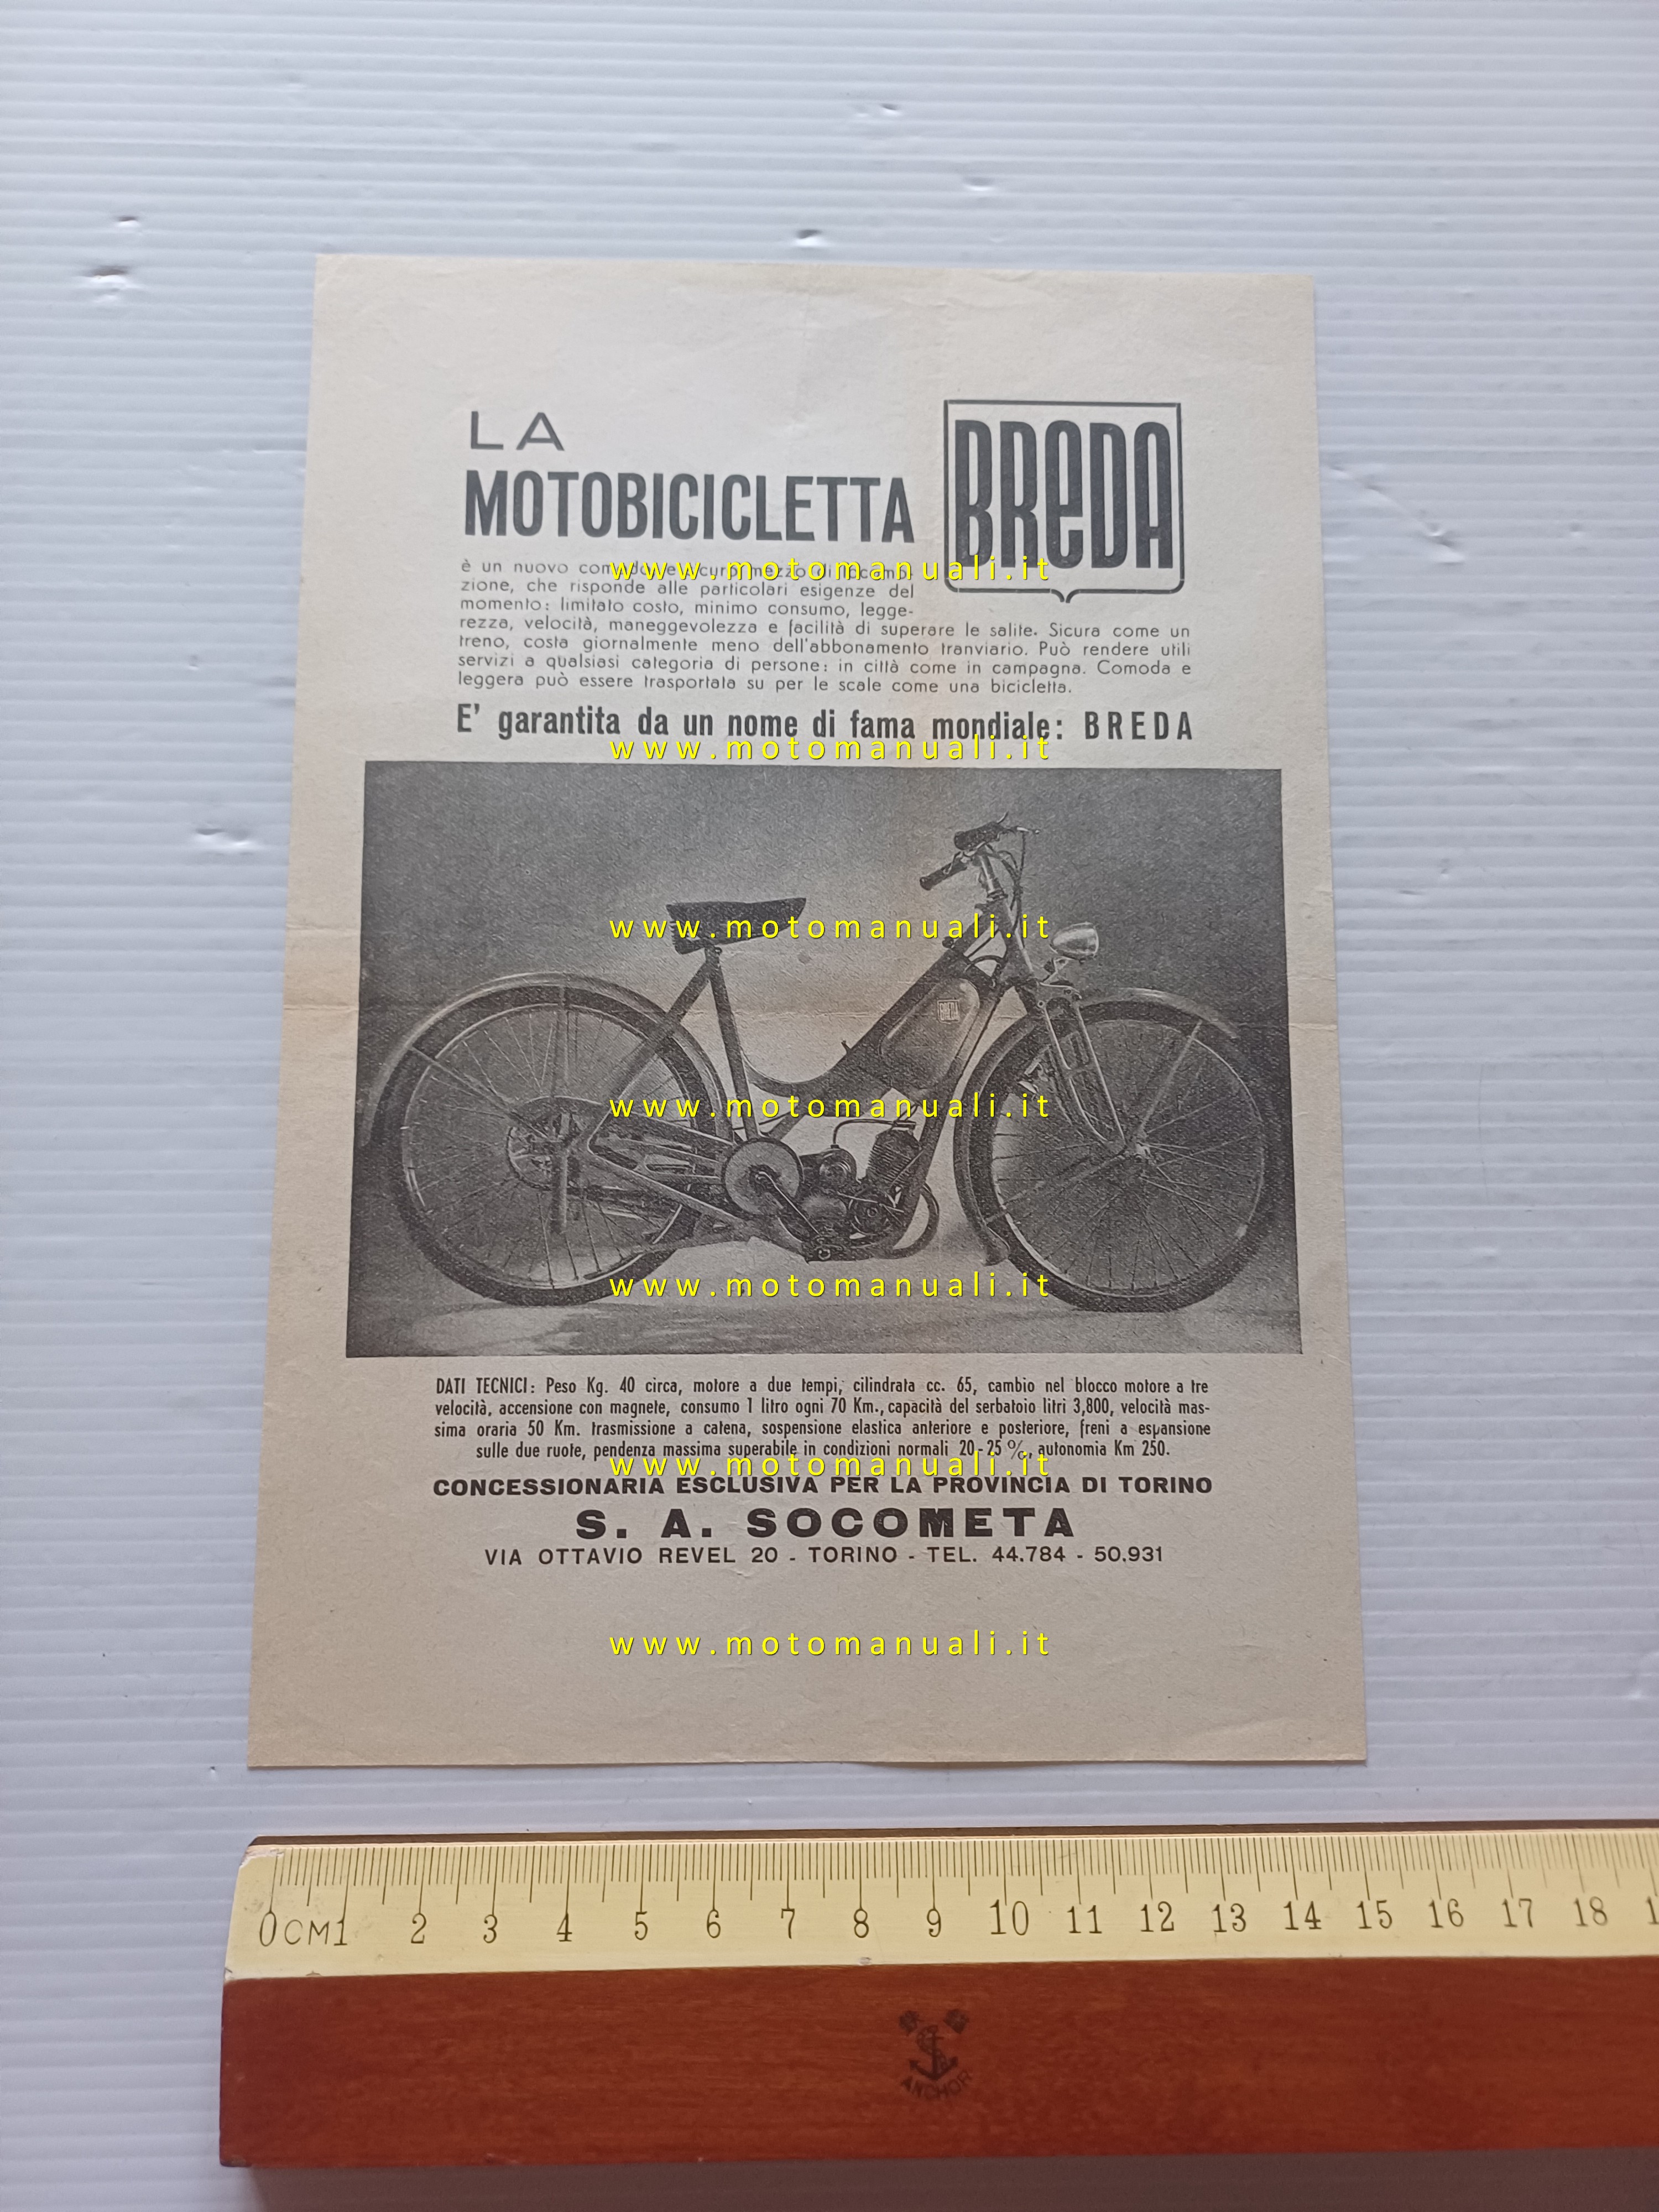 LA
MOTOBICICLETTA
BREDA
è un nuovo comodo e sicuro mezzo di locomo-
zione, che risponde alle particolari esigenze del
momento: limitato costo, minimo consumo, legge-
rezza, velocità, maneggevolezza e facilità di superare le salite. Sicura come un
treno, costa giornalmente meno dell'abbonamento tranviario. Può rendere utili
servizi a qualsiasi categoria di persone: in città come in campagna. Comoda e
leggera può essere trasportata su per le scale come una bicicletta.
E' garantita da un nome di fama mondiale: BREDA
www.motomanuali.it
www.motomanuali.it
www.motomanuali.it
BREDA
www.motomanuali.it
www.motomanuali.it
DATI TECNICI: Peso Kg. 40 circa, motore a due tempi, cilindrata cc. 65, cambio nel blocco motore a tre
velocità, accensione con magnete, consumo 1 litro ogni 70 Km., capacità del serbatoio litri 3,800, velocità mas-
sima oraria 50 Km. trasmissione a catena, sospensione elastica anteriore e posteriore, freni a espansione
sulle due ruote, pendenza massima superabile in condizioni normali 20-25 %, autonomia Km 250.
www.motomanuali.it
CONCESSIONARIA ESCLUSIVA PER LA PROVINCIA DI TORINO
S. A. SOCOMETA
VIA OTTAVIO REVEL 20 - TORINO - TEL. 44.784 - 50.931
www.motomanuali.it
0CM1 2 3 4 5 6 7 8 9 10 11 12 13 14 15 16 17 18 1
ANCHOR